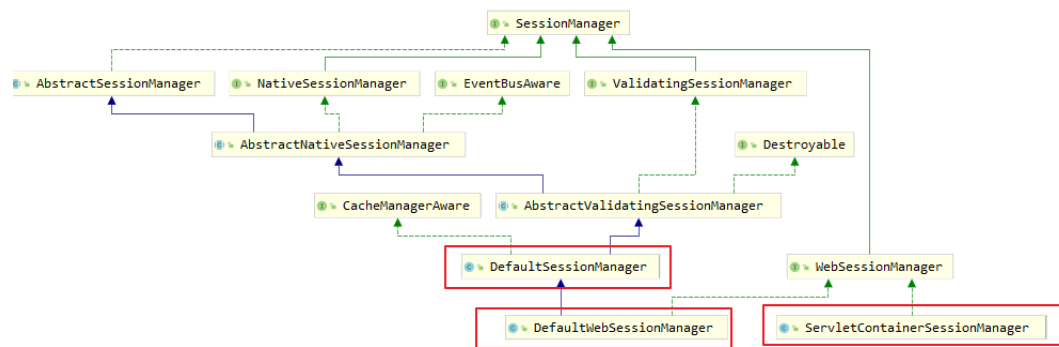 SessionManager
AbstractSessionManager
NativeSessionManager
EventBusAware
ValidatingSessionManager
AbstractNativeSessionManager
Destroyable
CacheManagerAware
AbstractValidatingSessionManager
DefaultSessionManager
WebSessionManager
DefaultWebSessionManager
ServletContainerSessionManager